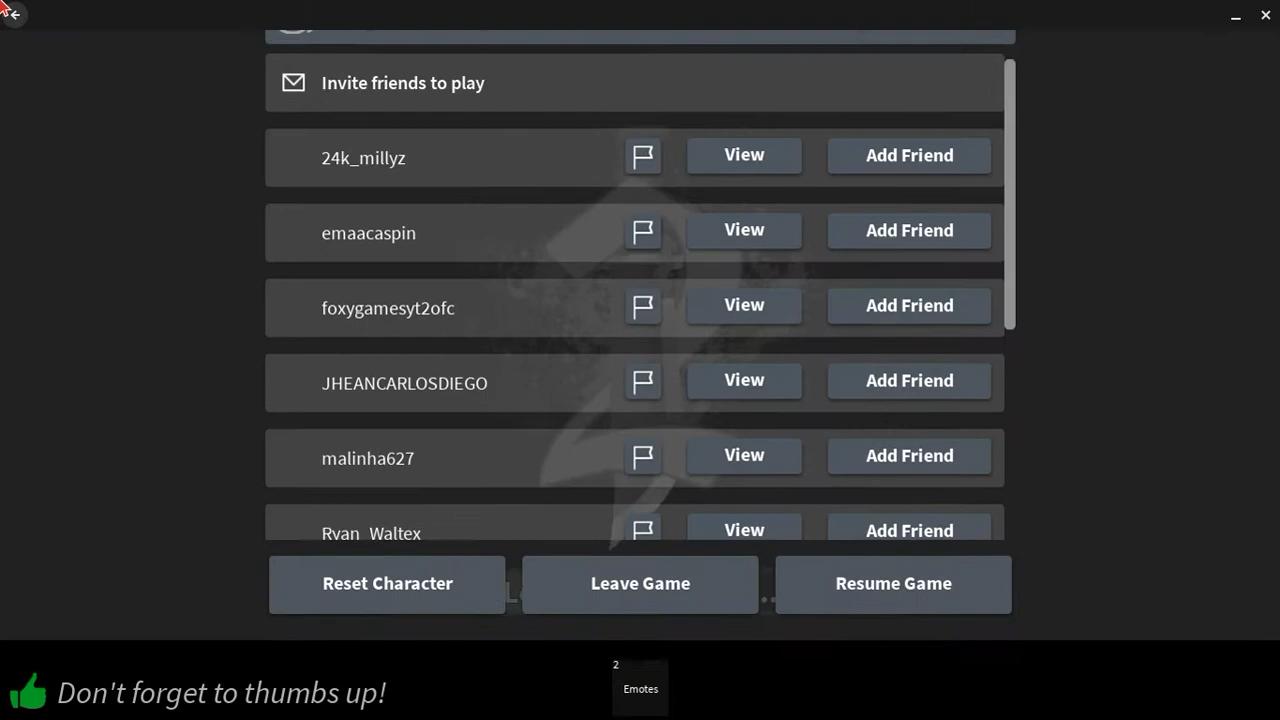 Invite friends to play
24k_millyz View Add Friend
emaacaspin View Add Friend
foxygamesyt2ofc View Add Friend
JHEANCARLOSDIEGO View Add Friend
malinha627 View Add Friend
Ryan_Waltex View Add Friend
Reset Character Leave Game Resume Game
2
Emotes
Don't forget to thumbs up!